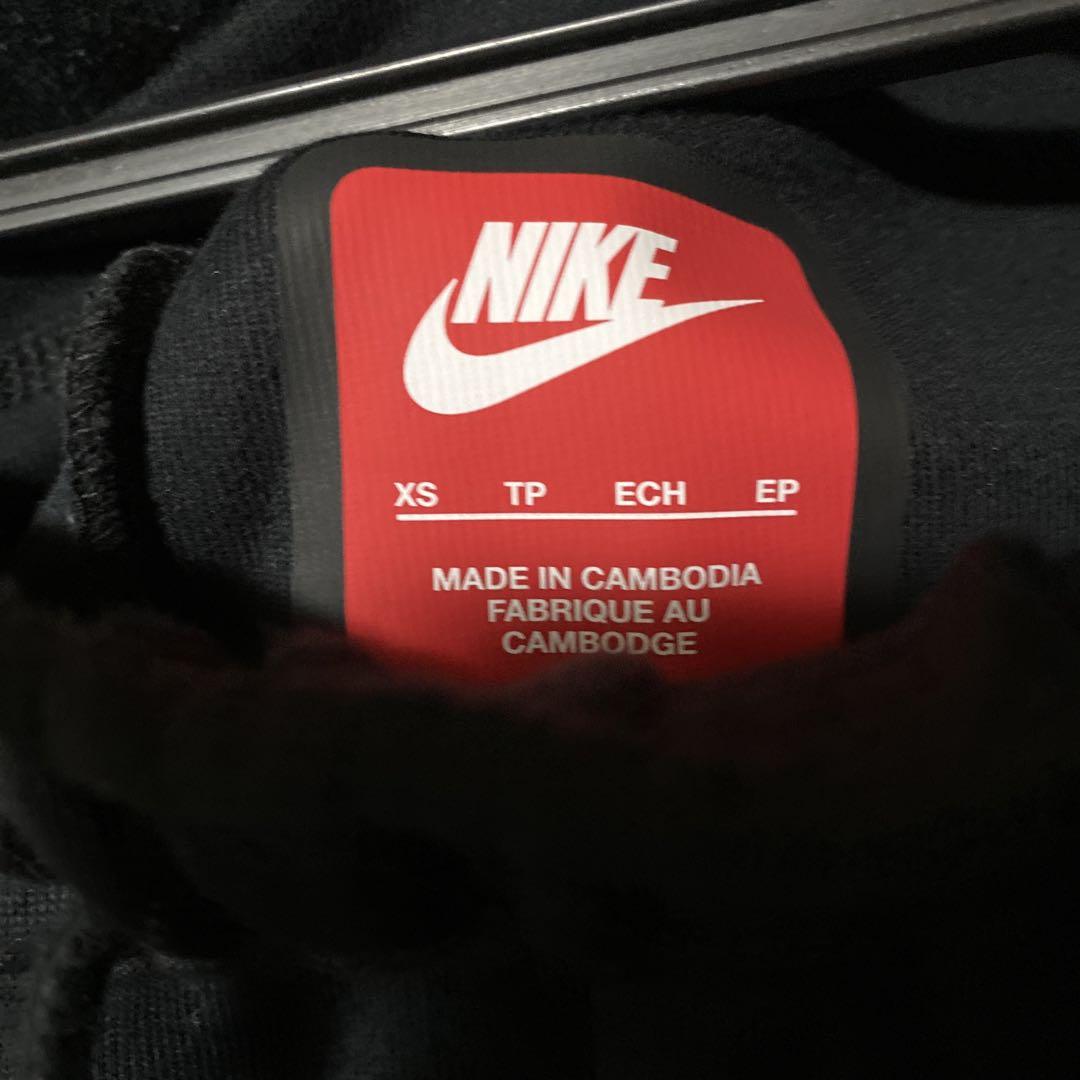 NIKE
XS TP ECH EP
MADE IN CAMBODIA
FABRIQUE AU
CAMBODGE